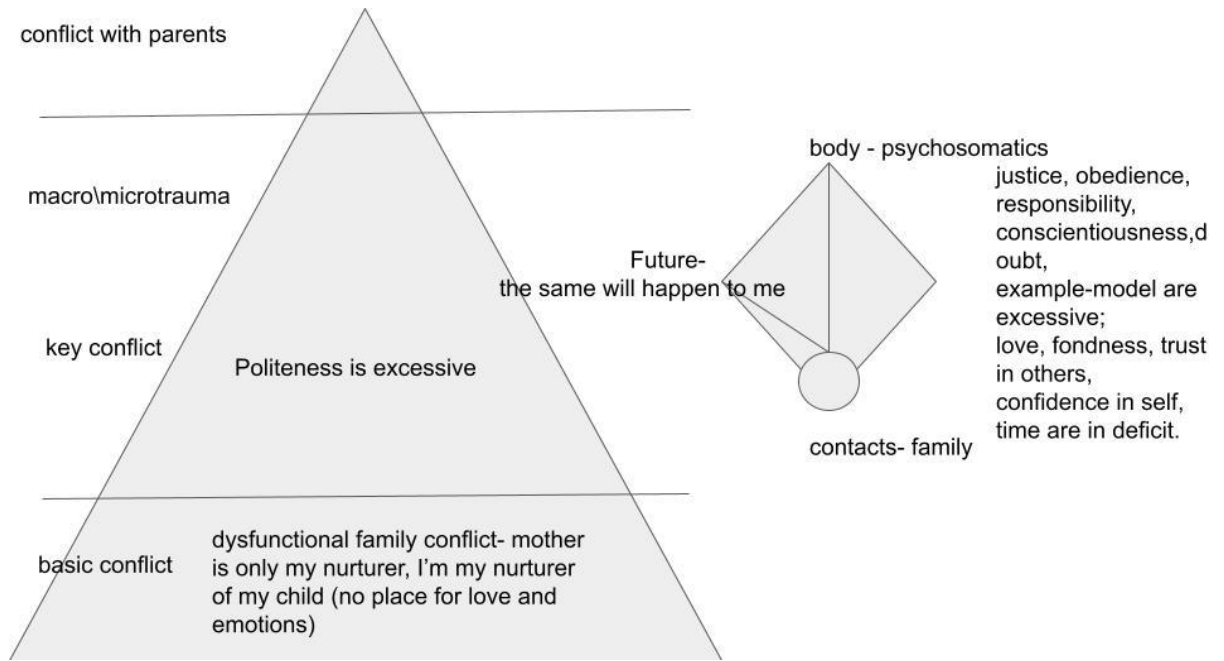 conflict with parents
macro\microtrauma
key conflict
Politeness is excessive
basic conflict
dysfunctional family conflict- mother
is only my nurturer, I'm my nurturer
of my child (no place for love and
emotions)
body - psychosomatics
Future-
the same will happen to me
contacts- family
justice, obedience,
responsibility,
conscientiousness,d
oubt,
example-model are
excessive;
love, fondness, trust
in others,
confidence in self,
time are in deficit.